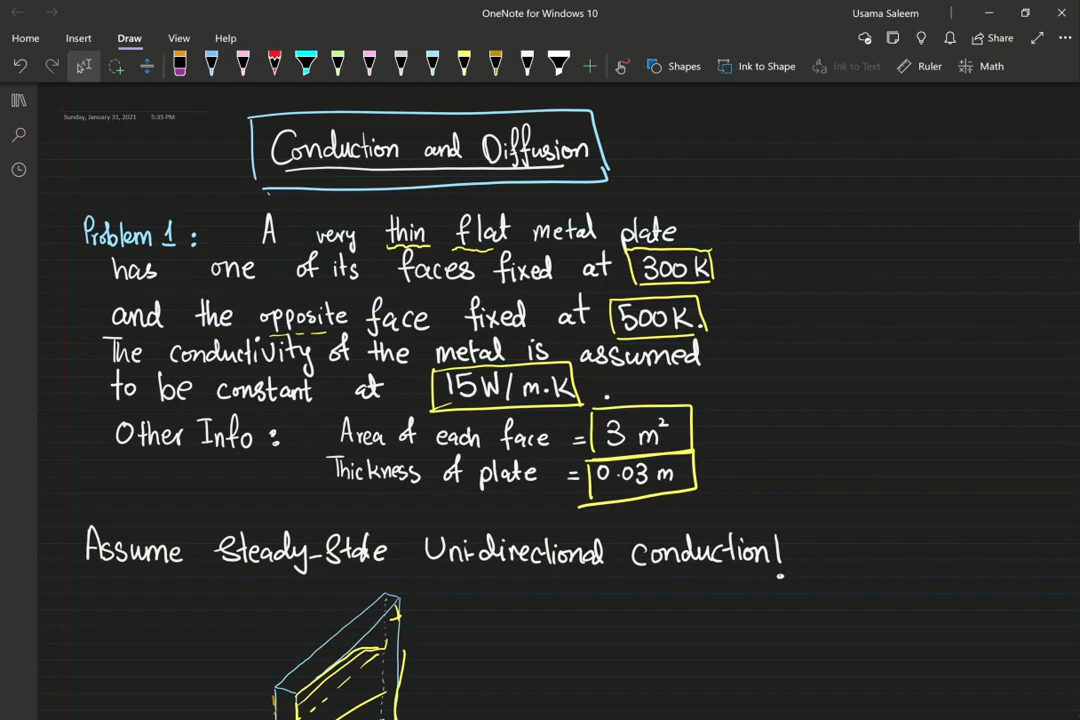 OneNote for Windows 10
Usama Saleem
Home Insert Draw View Help
Share
Shapes Ink to Shape Ink to Text Ruler Math
Sunday, January 31, 2021 5:35 PM
Conduction and Diffusion
Problem 1: A very thin flat metal plate
has one of its faces fixed at 300 K
and the opposite face fixed at 500 K.
The conductivity of the metal is assumed
to be constant at 15 W/m·K .
Other Info: Area of each face = 3 m²
Thickness of plate = 0.03 m
Assume Steady-State Unidirectional Conduction!